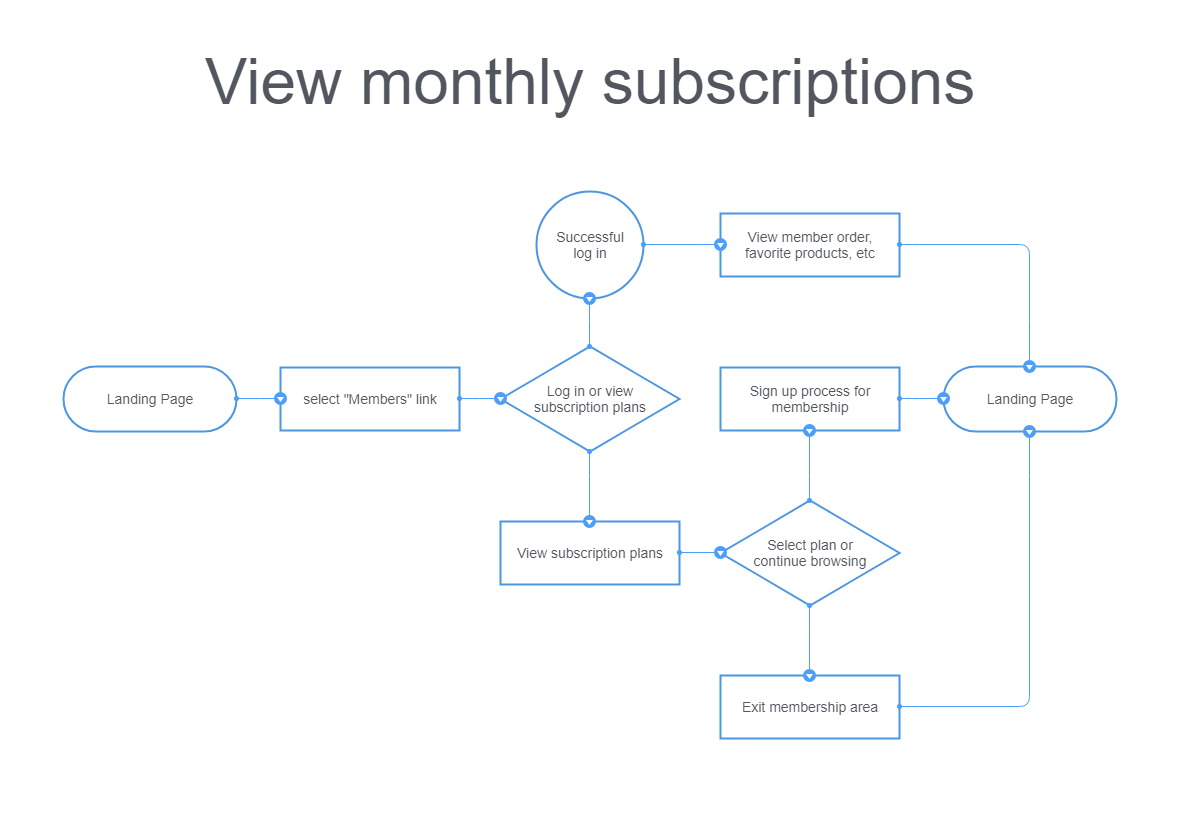 View monthly subscriptions
Successful
log in
View member order,
favorite products, etc
Landing Page
select "Members" link
Log in or view
subscription plans
Sign up process for
membership
Landing Page
View subscription plans
Select plan or
continue browsing
Exit membership area